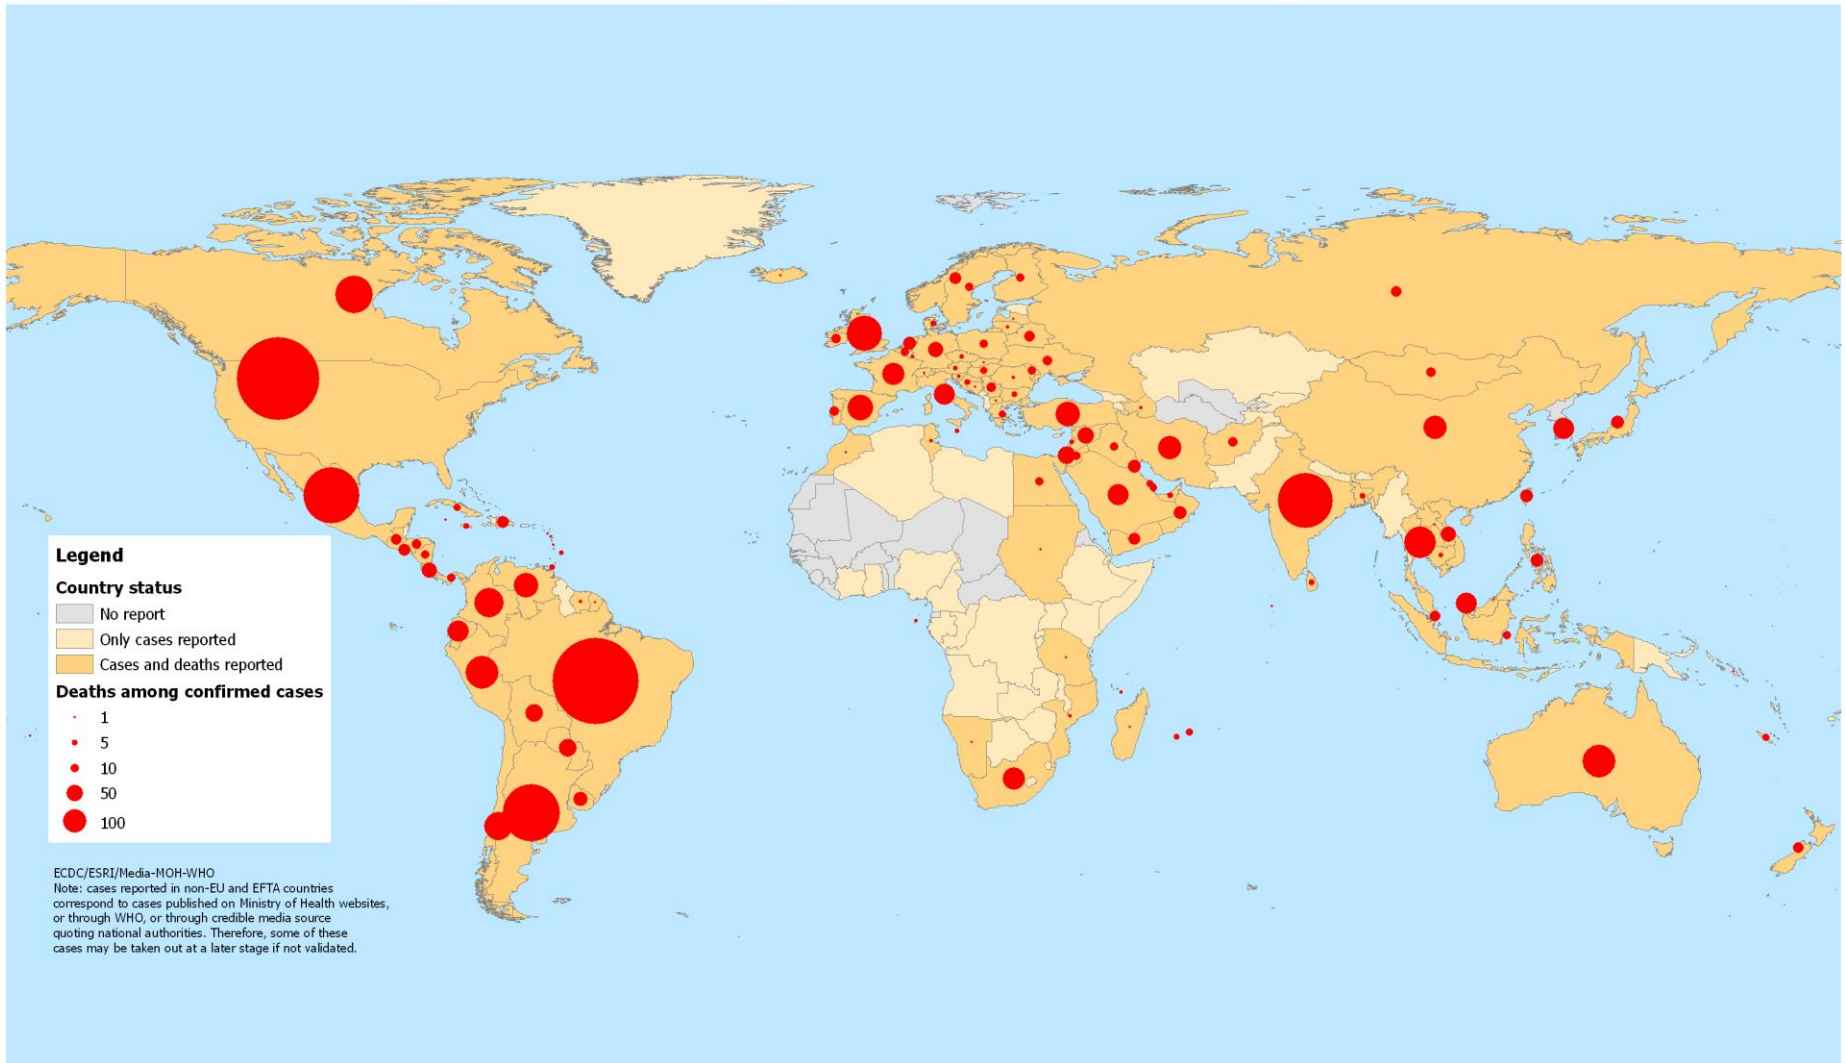 Legend
Country status
No report
Only cases reported
Cases and deaths reported
Deaths among confirmed cases
1
5
10
50
100
ECDC/ESRI/Media-MOH-WHO
Note: cases reported in non-EU and EFTA countries
correspond to cases published on Ministry of Health websites,
or through WHO, or through credible media source
quoting national authorities. Therefore, some of these
cases may be taken out at a later stage if not validated.